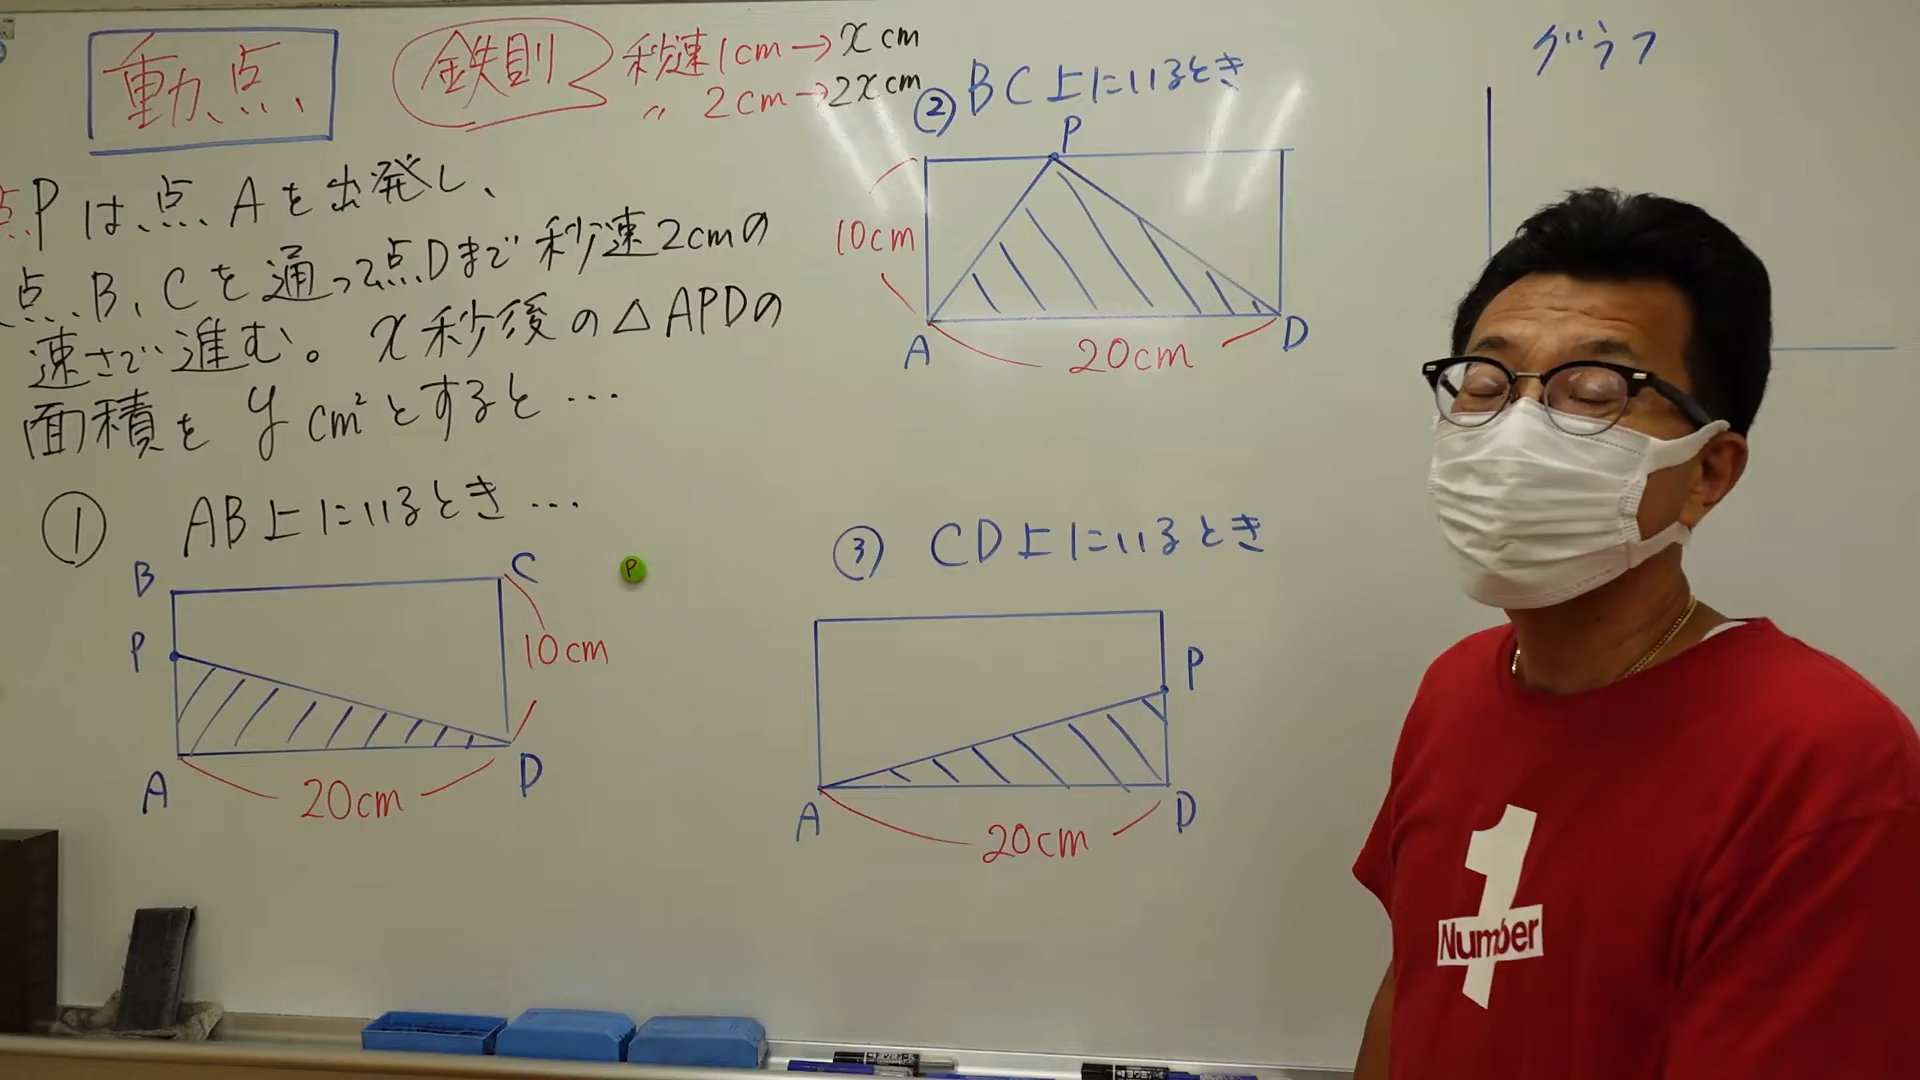 動点
鉄則
秒速1cm→xcm
〃 2cm→2xcm
点Pは点Aを出発し、
点B、Cを通って点Dまで秒速2cmの
速さで進む。x秒後の△APDの
面積をycm²とすると…
① AB上にいるとき…
B
C
P
10cm
A
20cm
D
P
② BC上にいるとき
P
10cm
A
20cm
D
③ CD上にいるとき
P
A
20cm
D
グラフ
1
Number